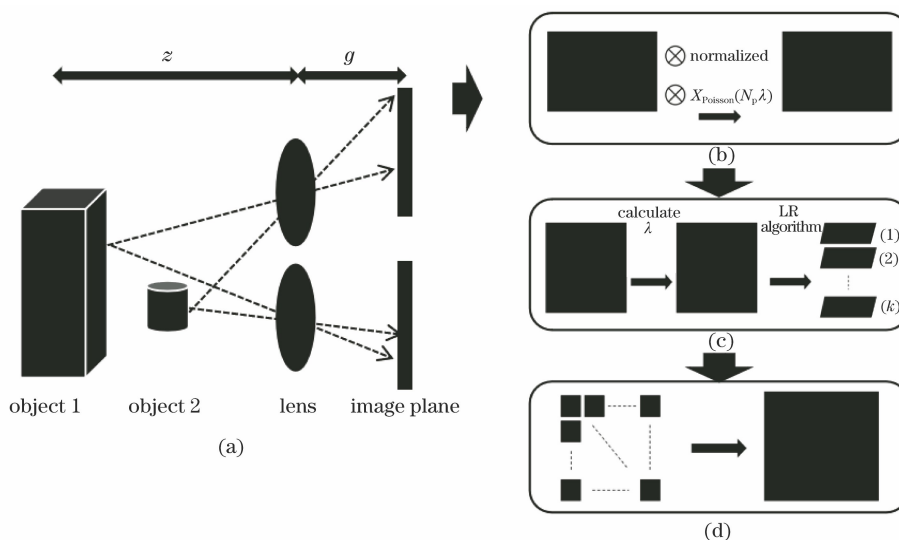 z
g
object 1
object 2
lens
image plane
(a)
⊗ normalized
⊗ X_Poisson(N_p λ)
(b)
calculate
λ
LR
algorithm
(1)
(2)
(k)
(c)
(d)